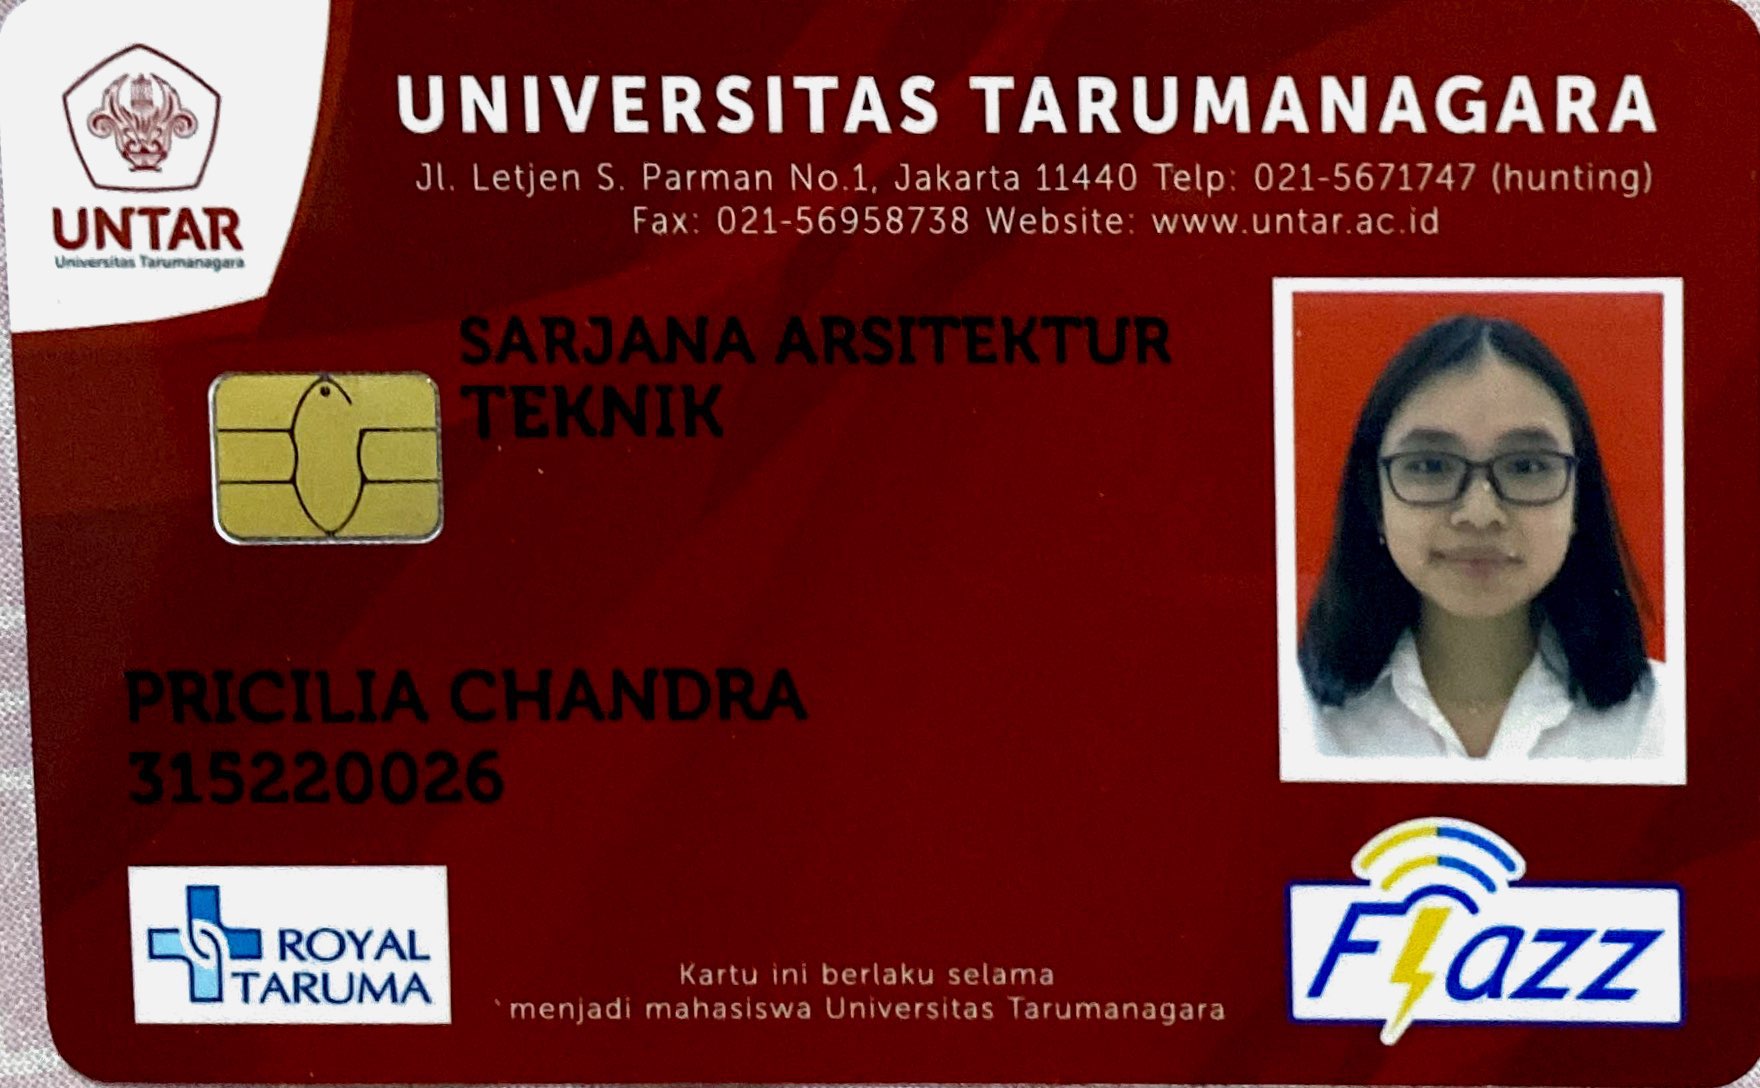 UNIVERSITAS TARUMANAGARA
Jl. Letjen S. Parman No.1, Jakarta 11440 Telp: 021-5671747 (hunting)
Fax: 021-56958738 Website: www.untar.ac.id
UNTAR
Universitas Tarumanagara
SARJANA ARSITEKTUR
TEKNIK
PRICILIA CHANDRA
315220026
ROYAL
TARUMA
Kartu ini berlaku selama
menjadi mahasiswa Universitas Tarumanagara
Flazz